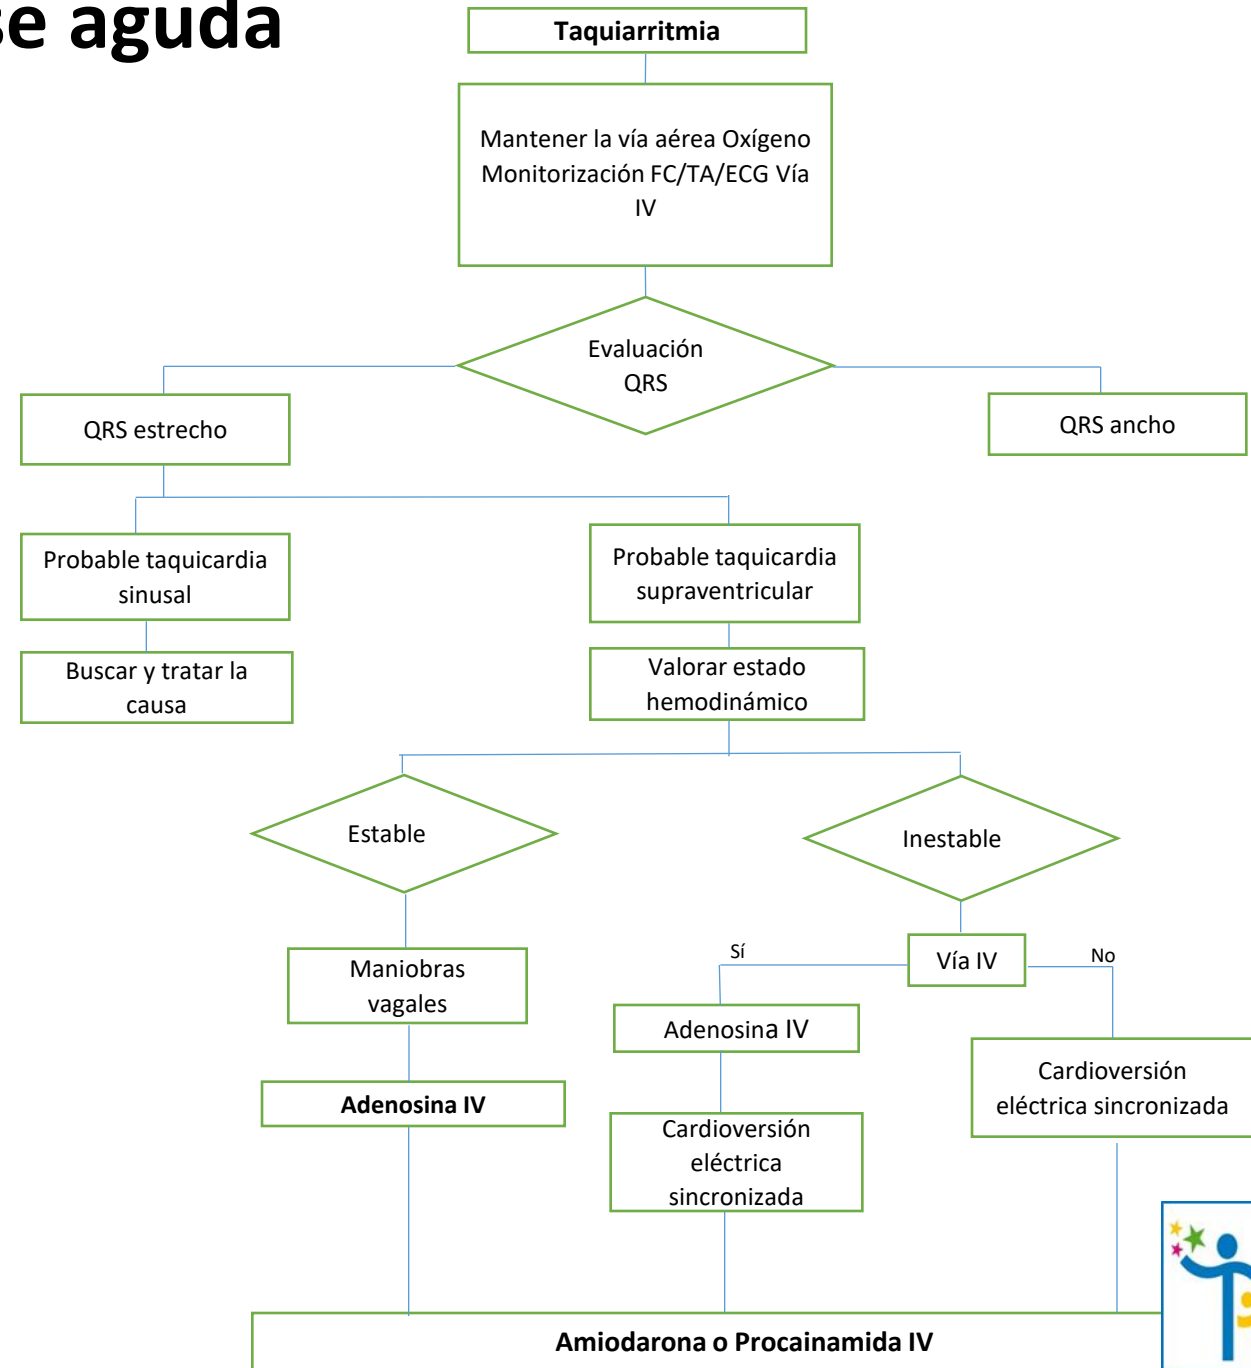 se aguda
Taquiarritmia
Mantener la vía aérea Oxígeno
Monitorización FC/TA/ECG Vía
IV
Evaluación
QRS
QRS estrecho
QRS ancho
Probable taquicardia
sinusal
Probable taquicardia
supraventricular
Buscar y tratar la
causa
Valorar estado
hemodinámico
Estable
Inestable
Maniobras
vagales
Sí
Vía IV
No
Adenosina IV
Cardioversión
eléctrica sincronizada
Adenosina IV
Cardioversión
eléctrica
sincronizada
Amiodarona o Procainamida IV